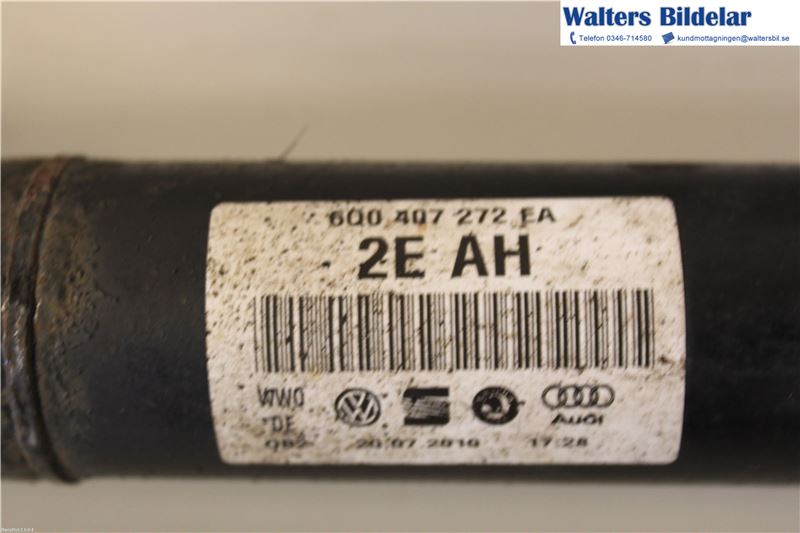 Walters Bildelar
Telefon 0346-714580 kundmottagningen@waltersbil.se
6Q0 407 272 EA
2E AH
VWO
DE
20.07.2010 17:28
Audi